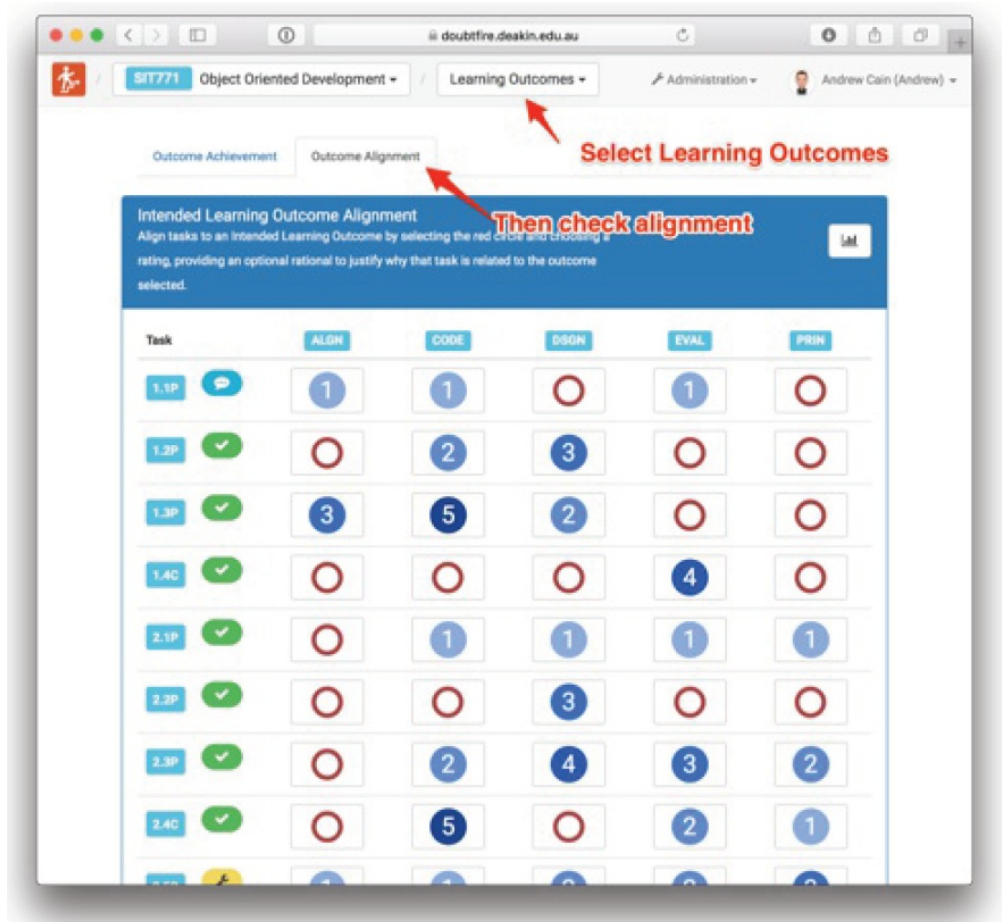 doubtfire.deakin.edu.au
/ SIT771 Object Oriented Development / Learning Outcomes Administration Andrew Cain (Andrew)
Outcome Achievement Outcome Alignment Select Learning Outcomes
Intended Learning Outcome Alignment Then check alignment
Align tasks to an Intended Learning Outcome by selecting the red circle and choosing a
rating, providing an optional rational to justify why that task is related to the outcome
selected.
Task ALGN CODE DSGN EVAL PRIN
1.1P 1 1 1
1.2P 2 3
1.3P 3 5 2
1.4C 4
2.1P 1 1 1 1
2.2P 3
2.3P 2 4 3 2
2.4C 5 2 1